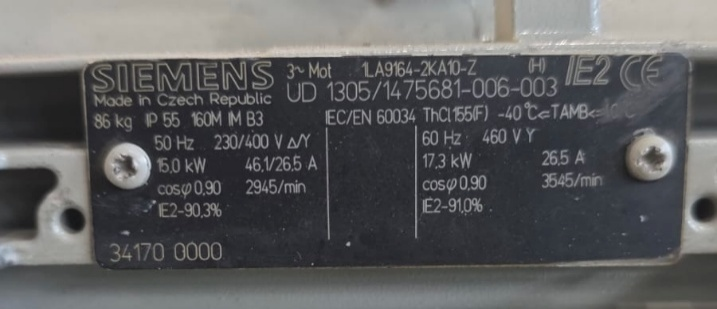 SIEMENS 3~ Mot 1LA9164-2KA10-Z (H) IE2 CE
Made in Czech Republic UD 1305/1475681-006-003
86 kg IP 55 160M IM B3 IEC/EN 60034 ThCl.155(F) -40°C<=TAMB<=
50 Hz 230/400 V Δ/Y
15,0 kW 46,1/26,5 A
cosφ 0,90 2945/min
IE2-90,3%
60 Hz 460 V Y
17,3 kW 26,5 A
cosφ 0,90 3545/min
IE2-91,0%
34170 0000